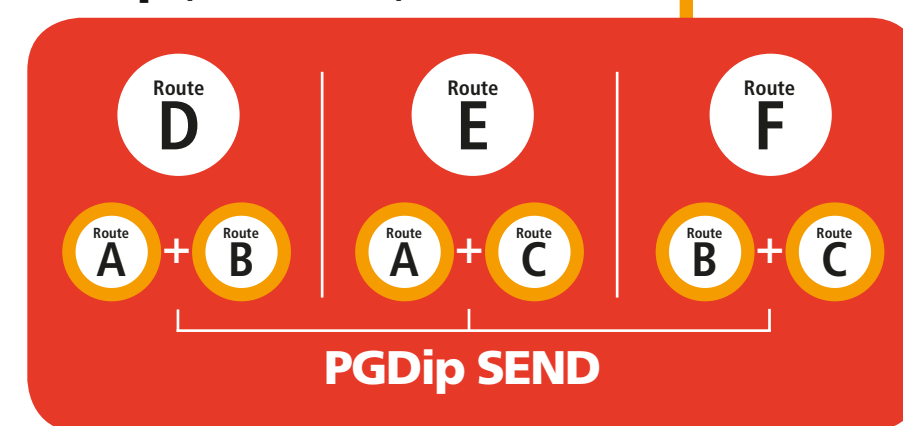 Route Route Route
D E F
Route Route Route Route Route Route
A + B A + C B + C
PGDip SEND